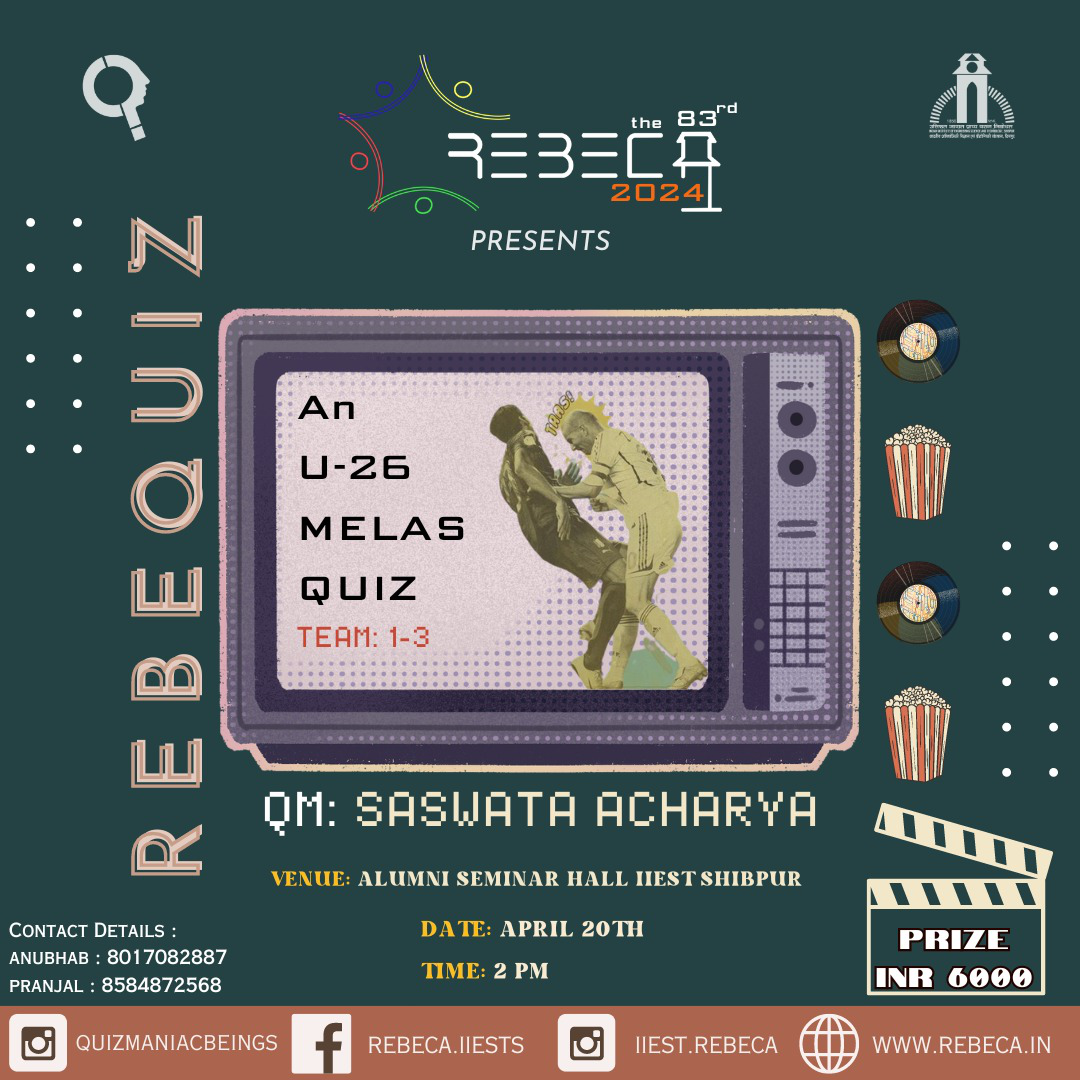 the 83rd
REBECA
2024
PRESENTS
REBEQUIZ
An
U-26
MELAS
QUIZ
TEAM: 1-3
QM: SASWATA ACHARYA
VENUE: ALUMNI SEMINAR HALL IIEST SHIBPUR
DATE: APRIL 20TH
TIME: 2 PM
CONTACT DETAILS :
ANUBHAB : 8017082887
PRANJAL : 8584872568
PRIZE
INR 6000
QUIZMANIACBEINGS
REBECA.IIESTS
IIEST.REBECA
WWW.REBECA.IN